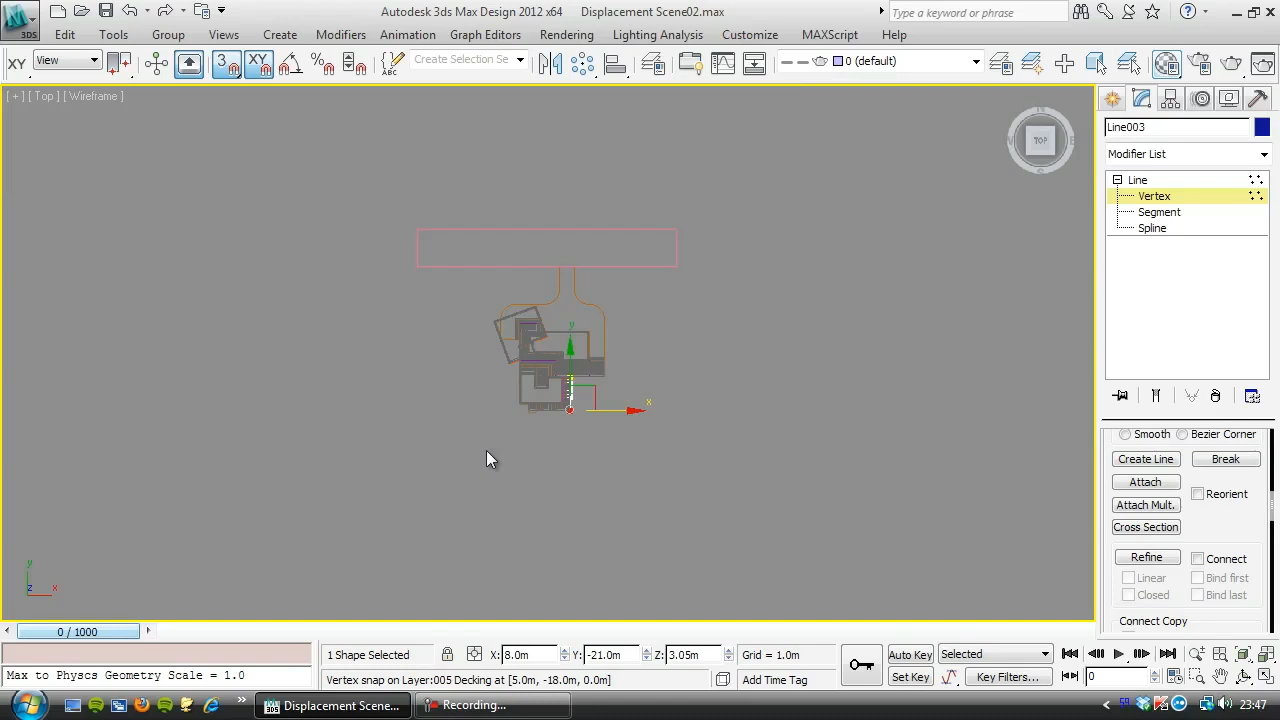 Autodesk 3ds Max Design 2012 x64 Displacement Scene02.max
Type a keyword or phrase
3DS
Edit Tools Group Views Create Modifiers Animation Graph Editors Rendering Lighting Analysis Customize MAXScript Help
XY View 3 XY % ABC Create Selection Se 0 (default)
[ + ] [ Top ] [ Wireframe ]
TOP
Line003
Modifier List
Line
Vertex
Segment
Spline
y
x
Smooth Bezier Corner
Create Line Break
Attach Reorient
Attach Mult.
Cross Section
Refine Connect
Linear Bind first
Closed Bind last
Connect Copy
y
z x
0 / 1000
1 Shape Selected X: 8.0m Y: -21.0m Z: 3.05m Grid = 1.0m Auto Key Selected
Max to Physcs Geometry Scale = 1.0 Vertex snap on Layer:005 Decking at [5.0m, -18.0m, 0.0m] Add Time Tag Set Key Key Filters... 0
Displacement Scene... Recording... 23:47